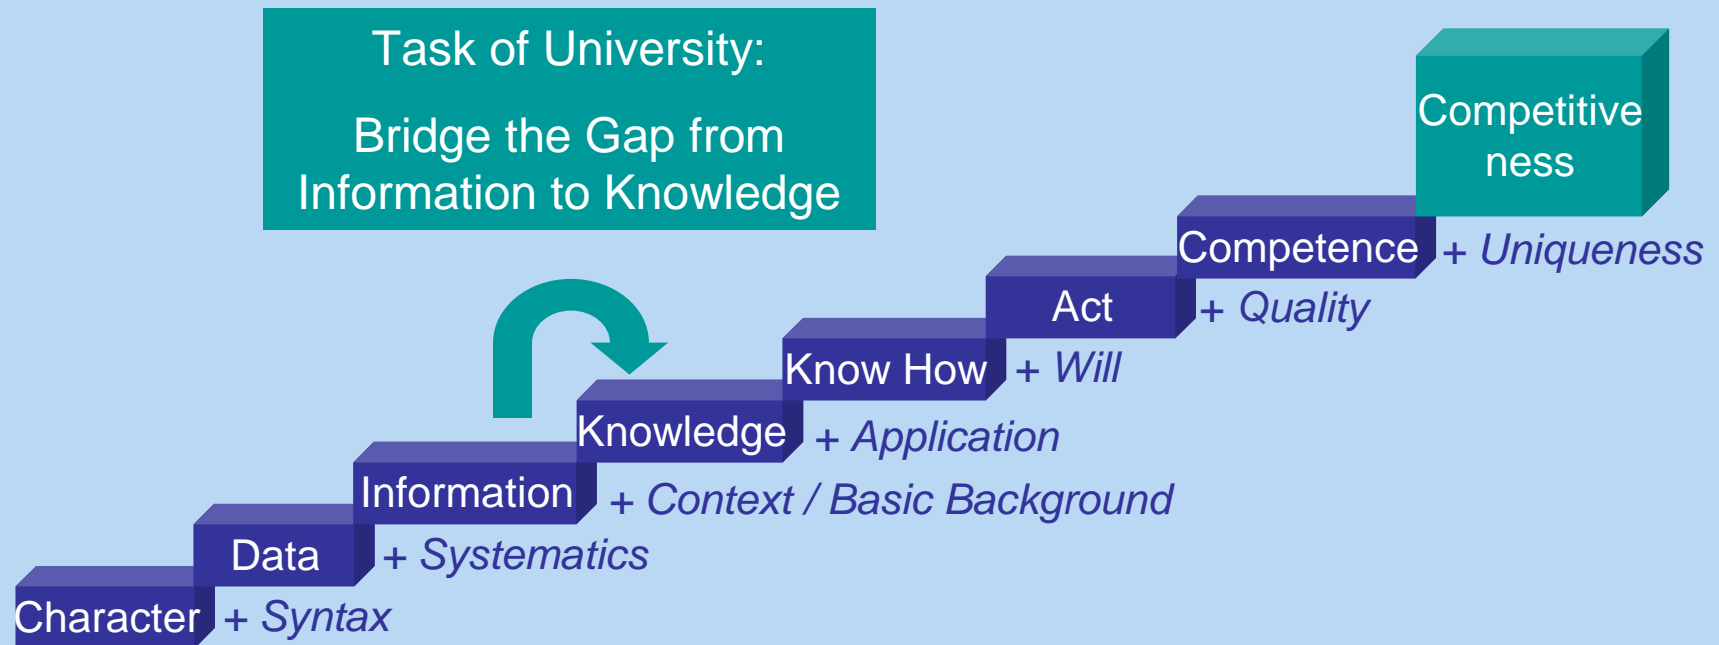 Task of University:
Bridge the Gap from
Information to Knowledge
Competitive
ness
Competence + Uniqueness
Act + Quality
Know How + Will
Knowledge + Application
Information + Context / Basic Background
Data + Systematics
Character + Syntax